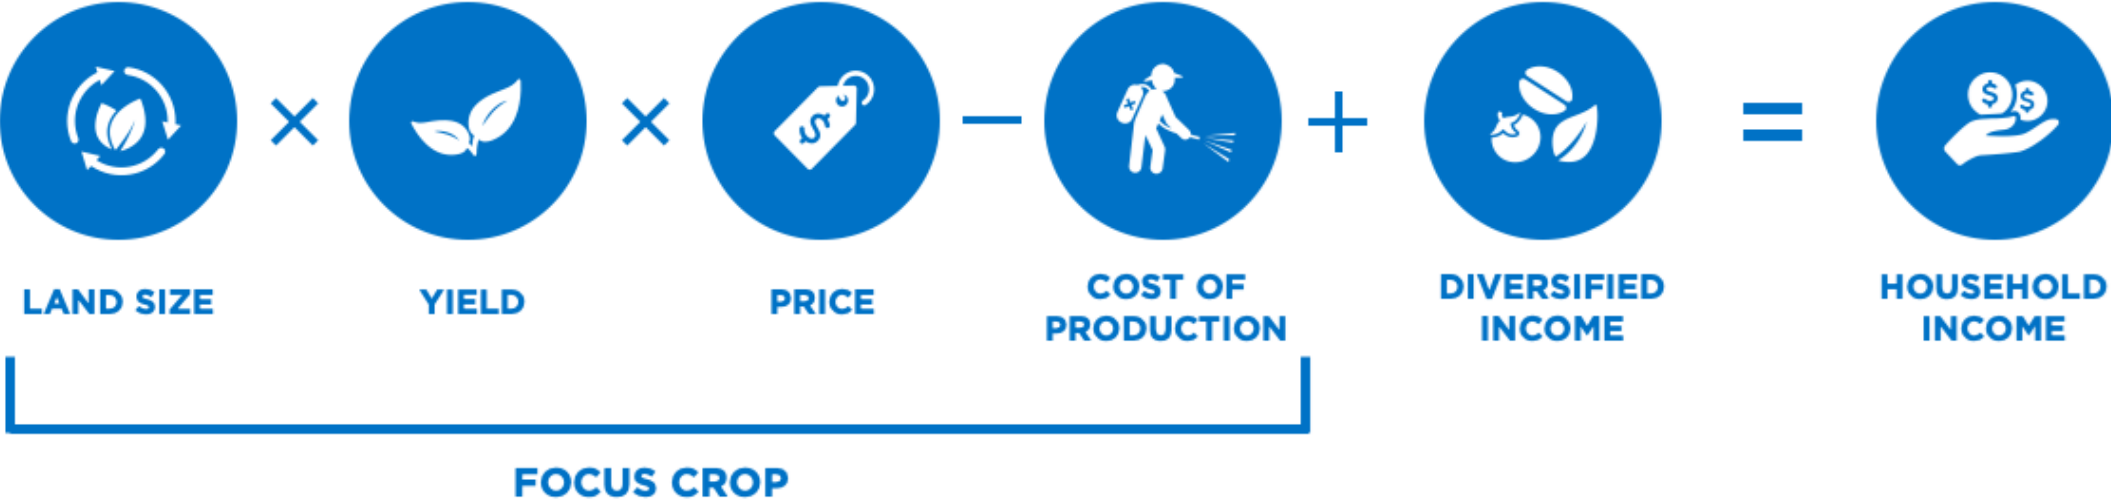 LAND SIZE
YIELD
PRICE
COST OF
PRODUCTION
DIVERSIFIED
INCOME
HOUSEHOLD
INCOME
FOCUS CROP